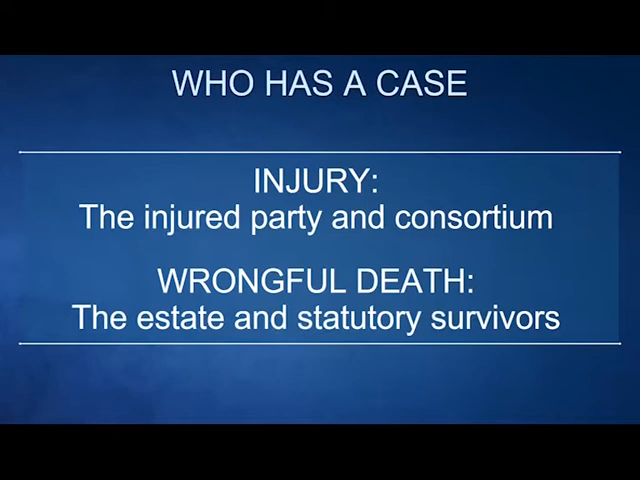 WHO HAS A CASE
INJURY:
The injured party and consortium
WRONGFUL DEATH:
The estate and statutory survivors